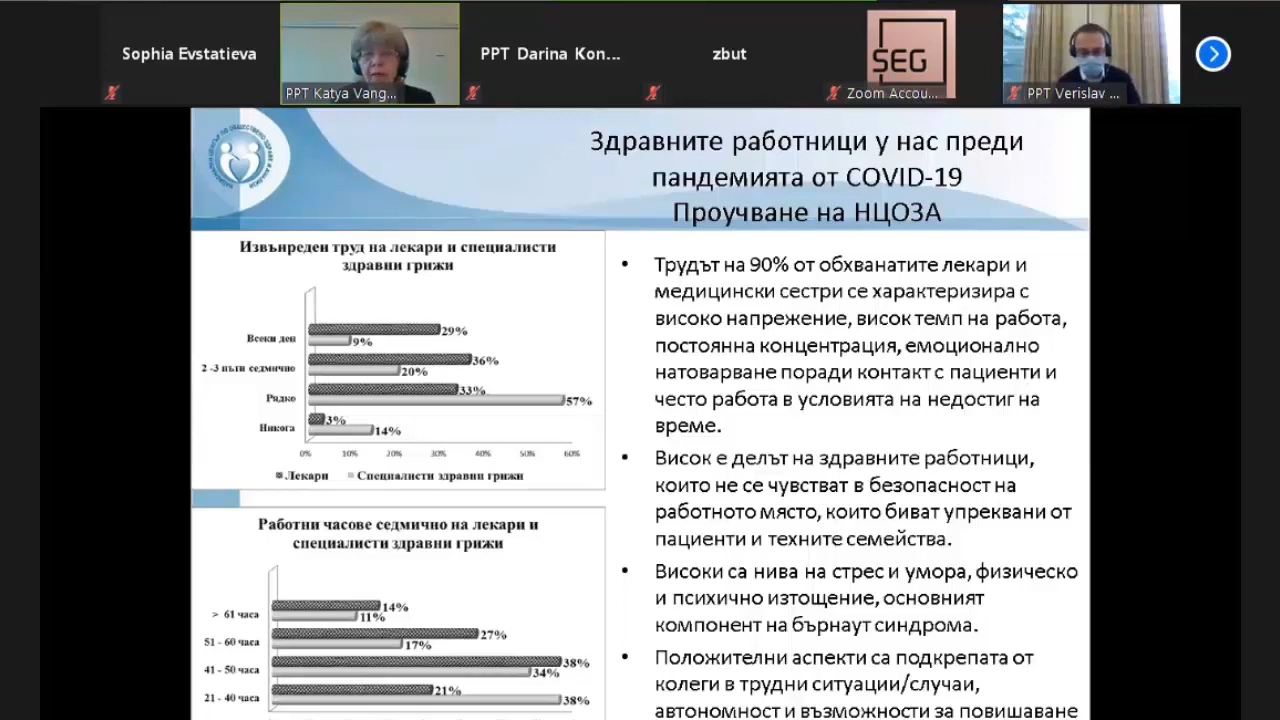 Sophia Evstatieva
PPT Katya Vang...
PPT Darina Kon...
zbut
SEG
Zoom Accou...
PPT Verislav ...
Здравните работници у нас преди
пандемията от COVID-19
Проучване на НЦОЗА
Извънреден труд на лекари и специалисти
здравни грижи
Всеки ден
29%
9%
2 -3 пъти седмично
36%
20%
Рядко
33%
57%
Никога
3%
14%
0% 10% 20% 30% 40% 50% 60%
Лекари Специалисти здравни грижи
Работни часове седмично на лекари и
специалисти здравни грижи
> 61 часа
14%
11%
51 - 60 часа
27%
17%
41 - 50 часа
38%
34%
21 - 40 часа
21%
38%
• Трудът на 90% от обхванатите лекари и
медицински сестри се характеризира с
високо напрежение, висок темп на работа,
постоянна концентрация, емоционално
натоварване поради контакт с пациенти и
често работа в условията на недостиг на
време.
• Висок е делът на здравните работници,
които не се чувстват в безопасност на
работното място, които биват упреквани от
пациенти и техните семейства.
• Високи са нива на стрес и умора, физическо
и психично изтощение, основният
компонент на бърнаут синдрома.
• Положителни аспекти са подкрепата от
колеги в трудни ситуации/случаи,
автономност и възможности за повишаване